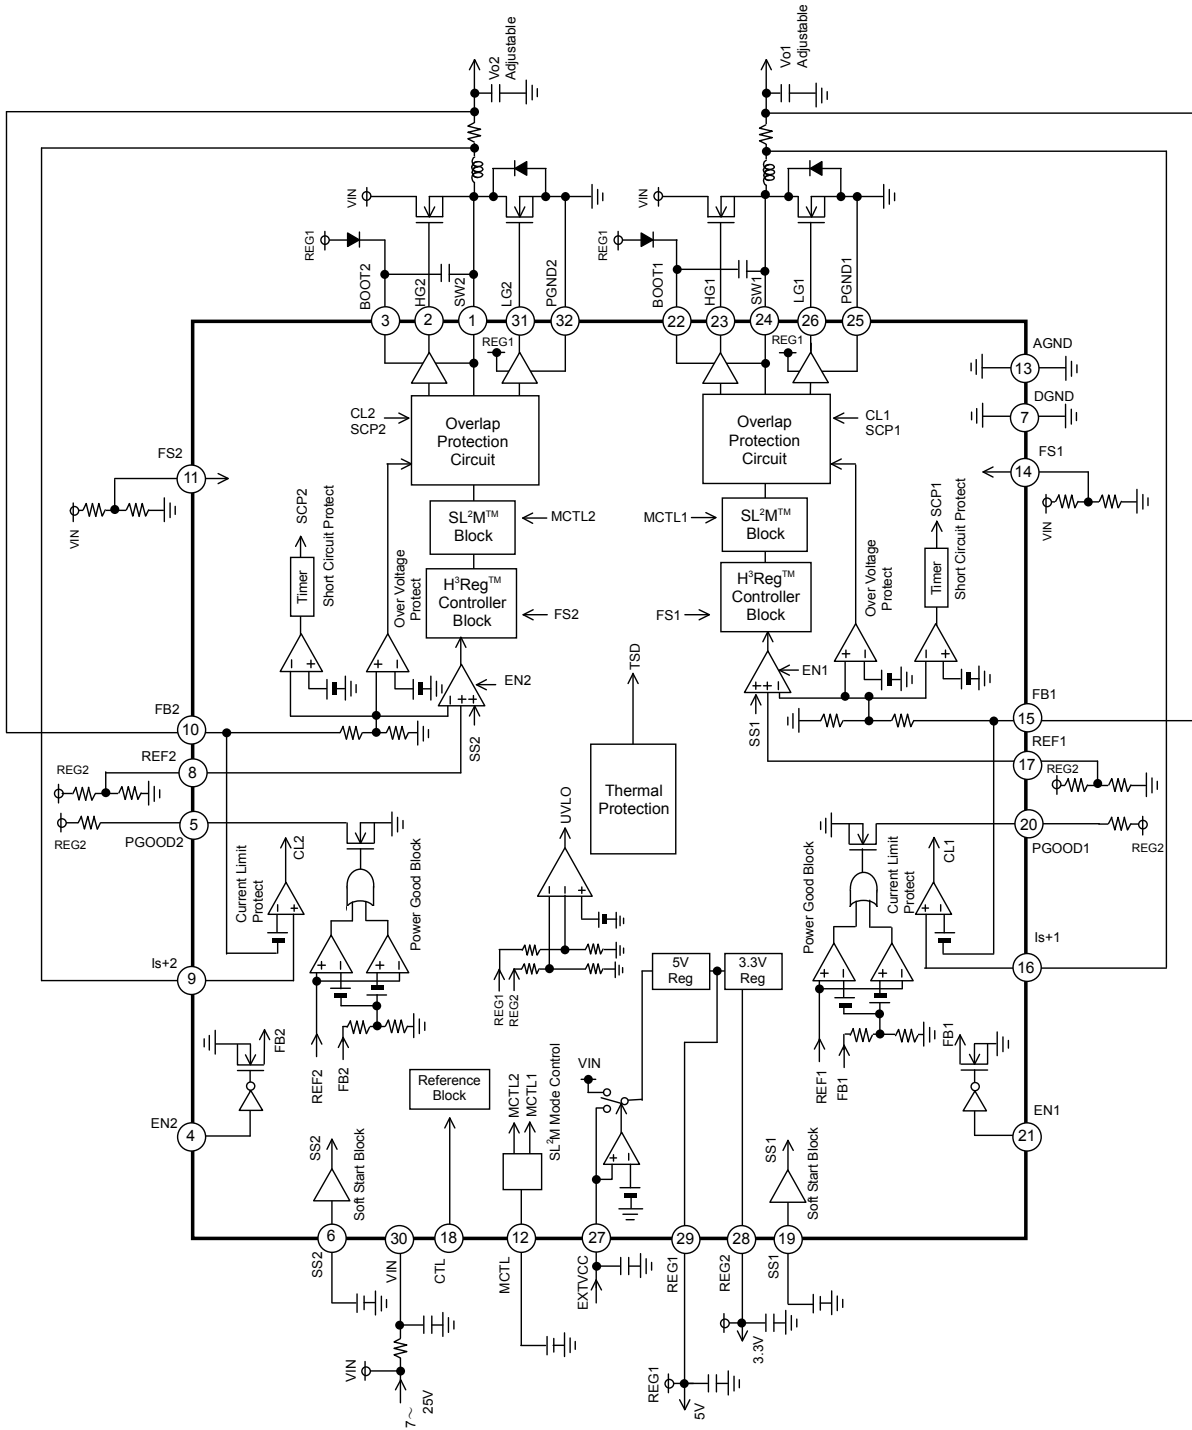 Vo2
Adjustable
Vo1
Adjustable
VIN
REG1
BOOT2
HG2
SW2
LG2
PGND2
VIN
REG1
BOOT1
HG1
SW1
LG1
PGND1
3
2
1
31
32
22
23
24
26
25
REG1
REG1
AGND
13
DGND
7
FS1
14
VIN
FS2
11
VIN
CL2
SCP2
Overlap
Protection
Circuit
Overlap
Protection
Circuit
CL1
SCP1
SCP2
Timer
Short Circuit Protect
Over Voltage
Protect
SL²M™
Block
MCTL2
H³Reg™
Controller
Block
FS2
MCTL1
SL²M™
Block
H³Reg™
Controller
Block
FS1
Over Voltage
Protect
SCP1
Timer
Short Circuit Protect
− +
+ −
− ++
EN2
SS2
TSD
++ −
EN1
SS1
+ −
− +
FB2
10
REF2
8
REG2
5
PGOOD2
REG2
FB1
15
REF1
17
REG2
20
PGOOD1
REG2
Thermal
Protection
UVLO
− − +
REG1
REG2
CL2
Current Limit
Protect
− +
Power Good Block
+ −
+ −
REF2
FB2
Is+2
9
FB2
EN2
4
Power Good Block
Current Limit
Protect
CL1
+ −
+ −
+ −
REF1
FB1
Is+1
16
FB1
EN1
21
5V
Reg
3.3V
Reg
Reference
Block
MCTL2
MCTL1
SL²M Mode Control
VIN
+ −
SS2
Soft Start Block
SS1
Soft Start Block
6
30
18
12
27
29
28
19
SS2
VIN
CTL
MCTL
EXTVCC
REG1
REG2
SS1
VIN
7～
25V
REG1
5V
3.3V